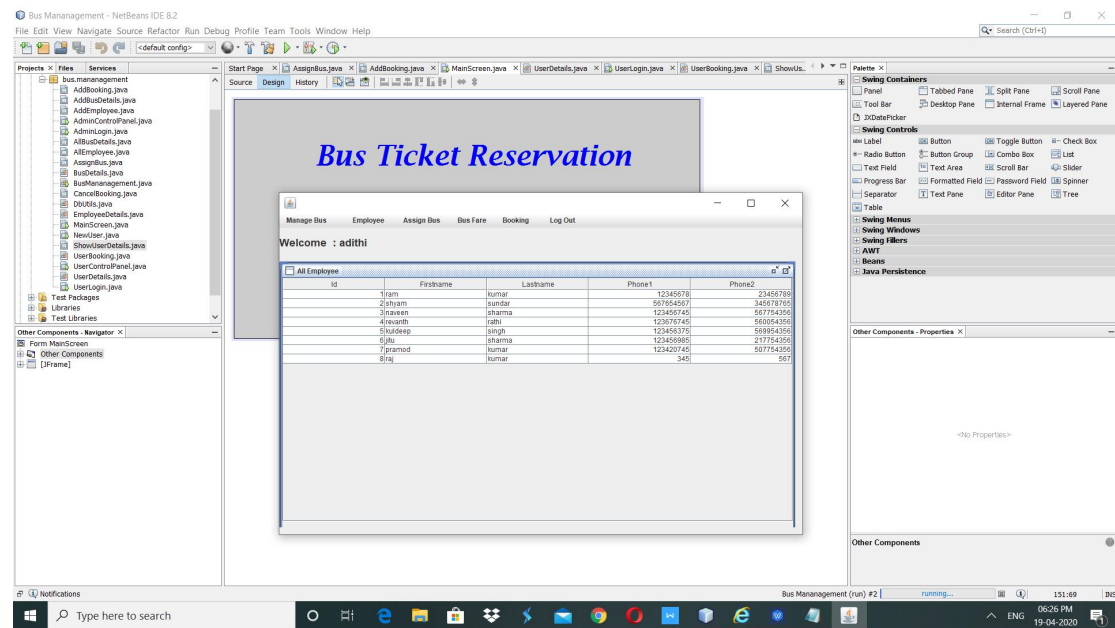 Bus Mananagement - NetBeans IDE 8.2
File Edit View Navigate Source Refactor Run Debug Profile Team Tools Window Help
Search (Ctrl+I)
<default config>
Projects Files Services
Start Page AssignBus.java AddBooking.java MainScreen.java UserDetails.java UserLogin.java UserBooking.java ShowUs..
Source Design History
bus.mananagement
AddBooking.java
AddBusDetails.java
AddEmployee.java
AdminControlPanel.java
AdminLogin.java
AllBusDetails.java
AllEmployee.java
AssignBus.java
BusDetails.java
BusMananagement.java
CancelBooking.java
DbUtils.java
EmployeeDetails.java
MainScreen.java
NewUser.java
ShowUserDetails.java
UserBooking.java
UserControlPanel.java
UserDetails.java
UserLogin.java
Test Packages
Libraries
Test Libraries
Other Components - Navigator
Form MainScreen
Other Components
[JFrame]
Bus Ticket Reservation
Manage Bus Employee Assign Bus Bus Fare Booking Log Out
Welcome : adithi
All Employee
Id Firstname Lastname Phone1 Phone2
1 ram kumar 12345678 23456789
2 shyam sundar 567654567 345678765
3 naveen sharma 123456745 567754356
4 revanth rathi 123676745 560054356
5 kuldeep singh 123456375 569954356
6 jitu sharma 123456985 217754356
7 pramod kumar 123420745 507754356
8 raj kumar 345 567
Palette
Swing Containers
Panel Tabbed Pane Split Pane Scroll Pane
Tool Bar Desktop Pane Internal Frame Layered Pane
JXDatePicker
Swing Controls
Label Button Toggle Button Check Box
Radio Button Button Group Combo Box List
Text Field Text Area Scroll Bar Slider
Progress Bar Formatted Field Password Field Spinner
Separator Text Pane Editor Pane Tree
Table
Swing Menus
Swing Windows
Swing Fillers
AWT
Beans
Java Persistence
Other Components - Properties
<No Properties>
Other Components
Notifications
Bus Mananagement (run) #2 running... 151:69 INS
Type here to search
ENG
06:26 PM
19-04-2020